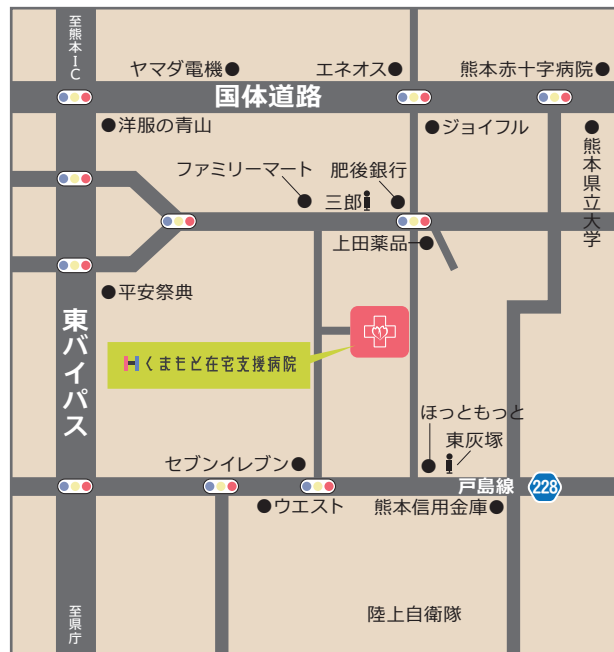 至熊本IC
ヤマダ電機
エネオス
熊本赤十字病院
国体道路
洋服の青山
ジョイフル
熊本県立大学
ファミリーマート
肥後銀行
三郎
上田薬品
平安祭典
東バイパス
くまもと在宅支援病院
ほっともっと
東灰塚
セブンイレブン
戸島線
228
ウエスト
熊本信用金庫
陸上自衛隊
至県庁